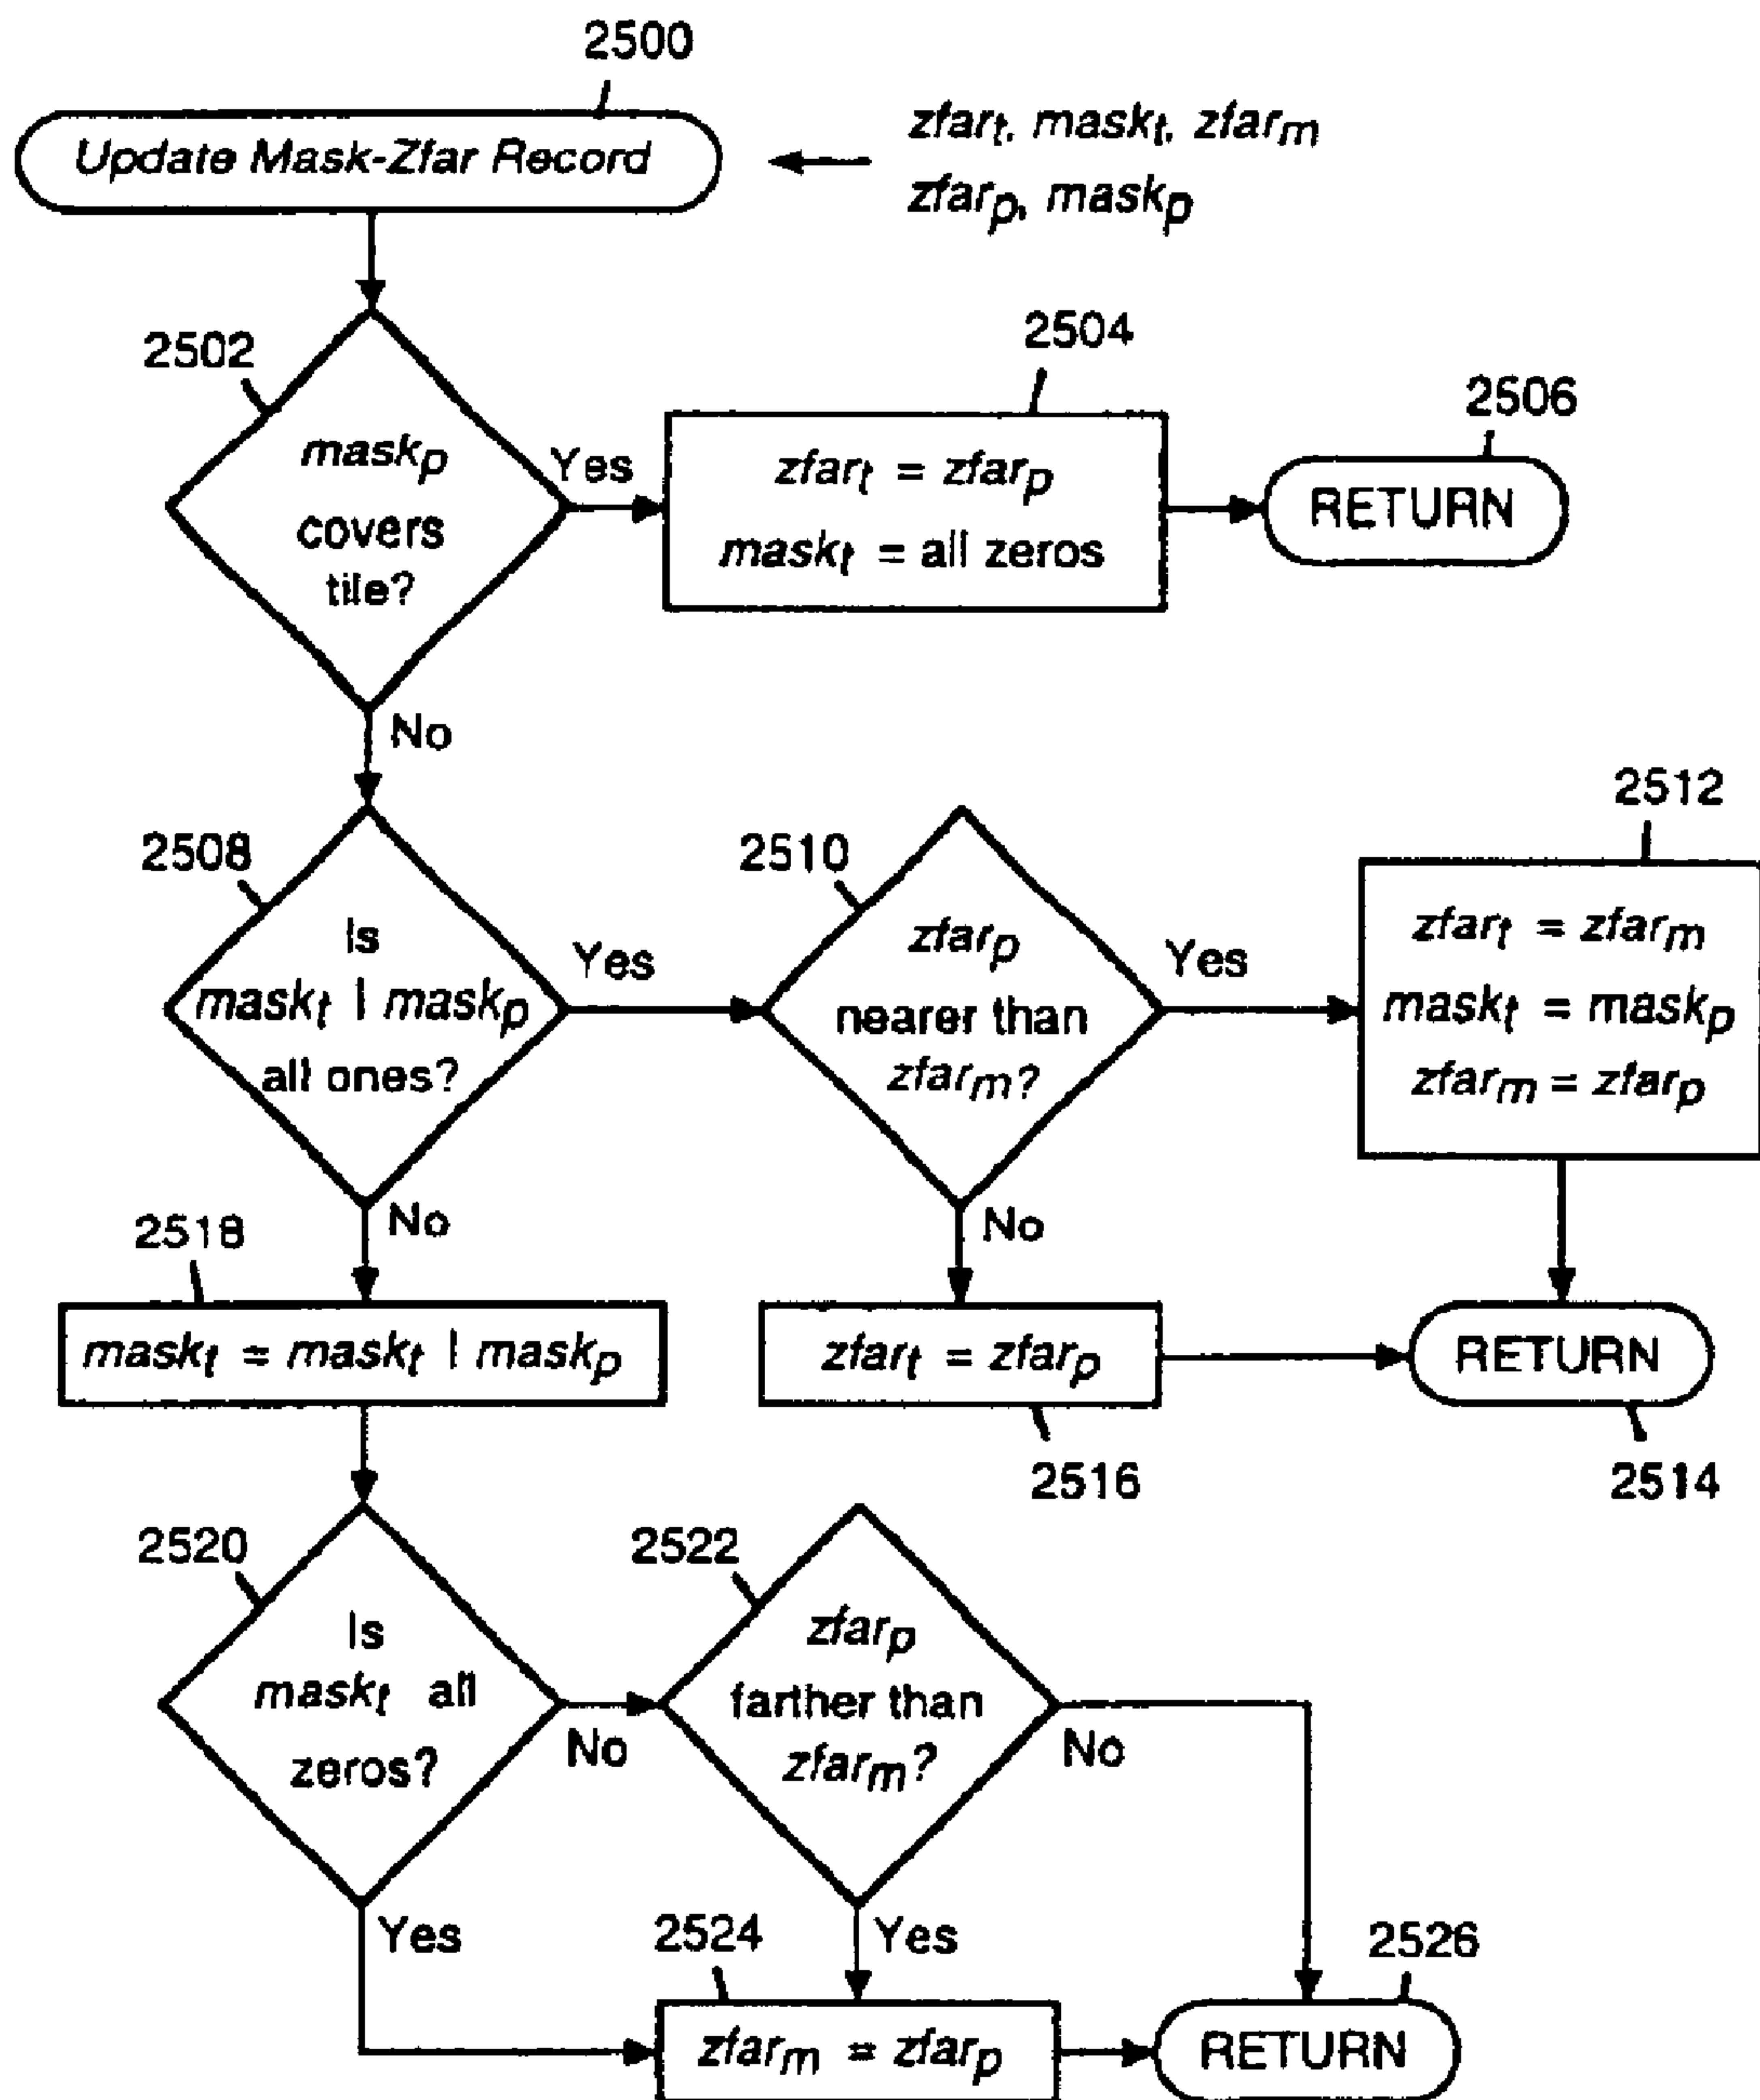 2500
Update Mask-Zfar Record
zfart, maskt, zfarm
zfarp, maskp
2502
maskp
covers
tile?
Yes
No
2504
zfart = zfarp
maskt = all zeros
2506
RETURN
2508
Is
maskt | maskp
all ones?
Yes
No
2510
zfarp
nearer than
zfarm?
Yes
No
2512
zfart = zfarm
maskt = maskp
zfarm = zfarp
2518
maskt = maskt | maskp
zfart = zfarp
2516
RETURN
2514
2520
Is
maskt all
zeros?
No
Yes
2522
zfarp
farther than
zfarm?
No
Yes
2524
zfarm = zfarp
2526
RETURN